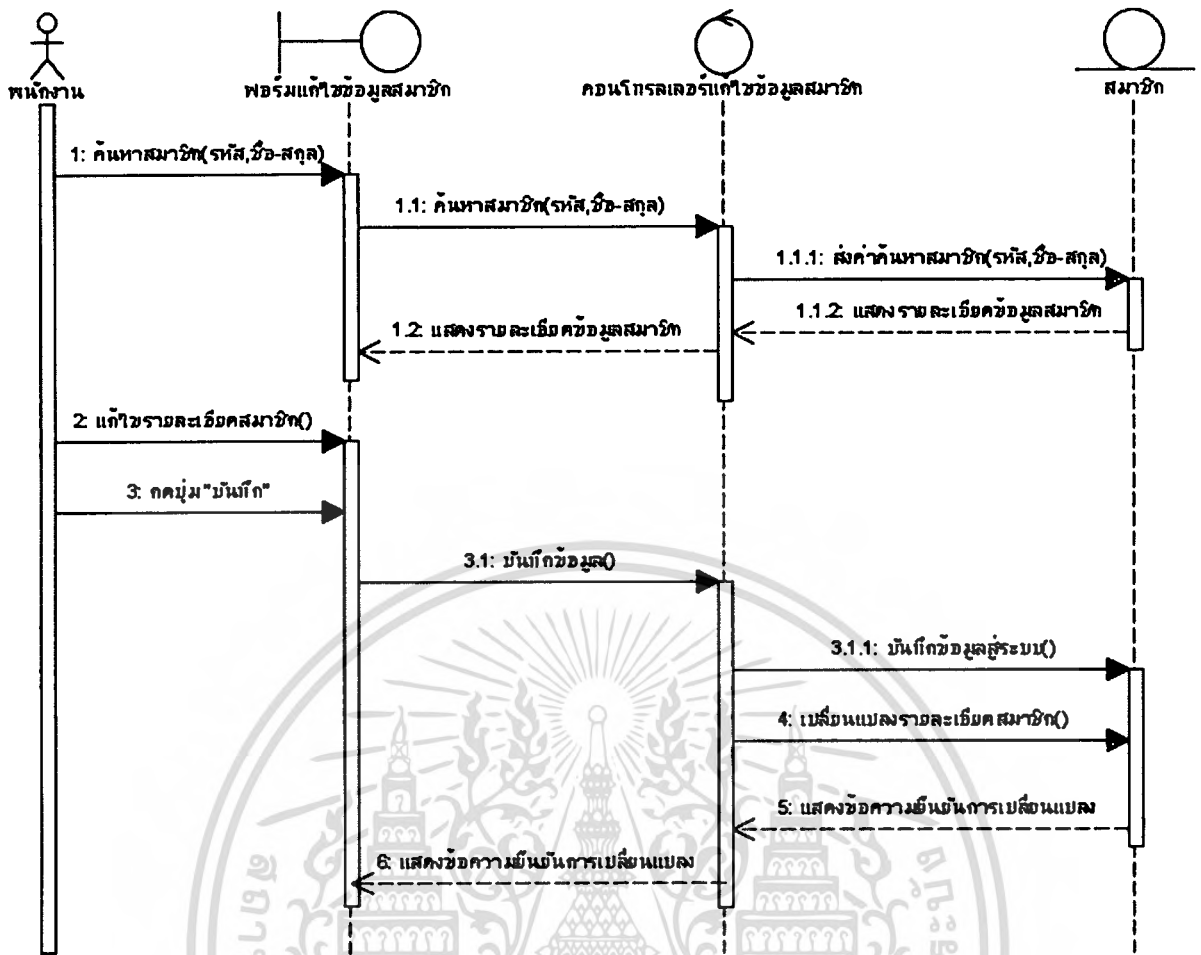 พนักงาน
ฟอร์มแก้ไขข้อมูลสมาชิก
คอนโทรลเลอร์แก้ไขข้อมูลสมาชิก
สมาชิก
1: ค้นหาสมาชิก(รหัส,ชื่อ-สกุล)
1.1: ค้นหาสมาชิก(รหัส,ชื่อ-สกุล)
1.1.1: ส่งค่าค้นหาสมาชิก(รหัส,ชื่อ-สกุล)
1.1.2: แสดงรายละเอียดข้อมูลสมาชิก
1.2: แสดงรายละเอียดข้อมูลสมาชิก
2: แก้ไขรายละเอียดสมาชิก()
3: กดปุ่ม"บันทึก"
3.1: บันทึกข้อมูล()
3.1.1: บันทึกข้อมูลสู่ระบบ()
4: เปลี่ยนแปลงรายละเอียดสมาชิก()
5: แสดงข้อความยืนยันการเปลี่ยนแปลง
6: แสดงข้อความยืนยันการเปลี่ยนแปลง